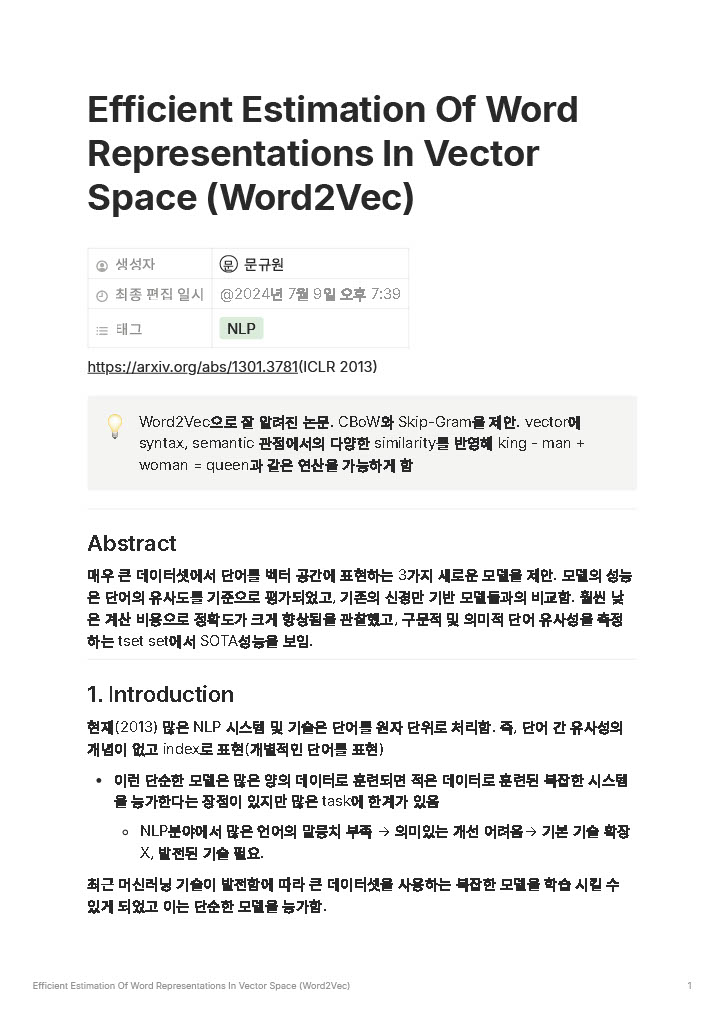 Efficient Estimation Of Word
Representations In Vector
Space (Word2Vec)
생성자 문 문규원
최종 편집 일시 @2024년 7월 9일 오후 7:39
태그 NLP
https://arxiv.org/abs/1301.3781(ICLR 2013)
Word2Vec으로 잘 알려진 논문. CBoW와 Skip-Gram을 제안. vector에
syntax, semantic 관점에서의 다양한 similarity를 반영해 king - man +
woman = queen과 같은 연산을 가능하게 함
Abstract
매우 큰 데이터셋에서 단어를 벡터 공간에 표현하는 3가지 새로운 모델을 제안. 모델의 성능
은 단어의 유사도를 기준으로 평가되었고, 기존의 신경만 기반 모델들과의 비교함. 훨씬 낮
은 계산 비용으로 정확도가 크게 향상됨을 관찰했고, 구문적 및 의미적 단어 유사성을 측정
하는 tset set에서 SOTA성능을 보임.
1. Introduction
현재(2013) 많은 NLP 시스템 및 기술은 단어를 원자 단위로 처리함. 즉, 단어 간 유사성의
개념이 없고 index로 표현(개별적인 단어를 표현)
• 이런 단순한 모델은 많은 양의 데이터로 훈련되면 적은 데이터로 훈련된 복잡한 시스템
을 능가한다는 장점이 있지만 많은 task에 한계가 있음
◦ NLP분야에서 많은 언어의 말뭉치 부족 → 의미있는 개선 어려움→ 기본 기술 확장
X, 발전된 기술 필요.
최근 머신러닝 기술이 발전함에 따라 큰 데이터셋을 사용하는 복잡한 모델을 학습 시킬 수
있게 되었고 이는 단순한 모델을 능가함.
Efficient Estimation Of Word Representations In Vector Space (Word2Vec) 1